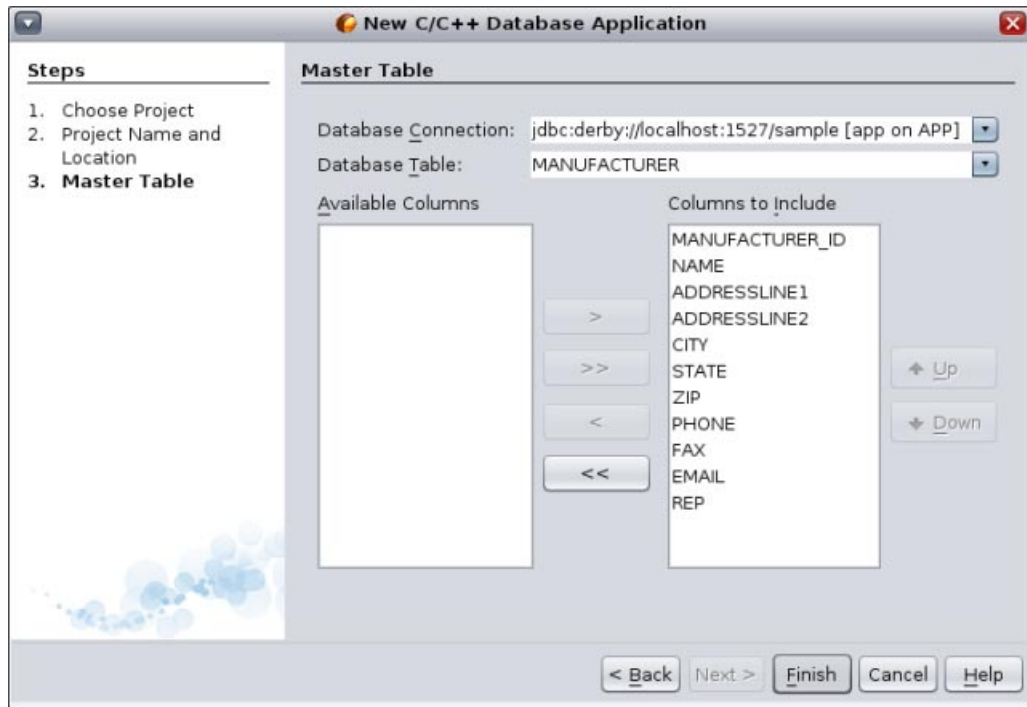 New C/C++ Database Application
Steps
1. Choose Project
2. Project Name and
Location
3. Master Table
Master Table
Database Connection: jdbc:derby://localhost:1527/sample [app on APP]
Database Table: MANUFACTURER
Available Columns
Columns to Include
MANUFACTURER_ID
NAME
ADDRESSLINE1
ADDRESSLINE2
CITY
STATE
ZIP
PHONE
FAX
EMAIL
REP
>
>>
<
<<
Up
Down
< Back Next > Finish Cancel Help